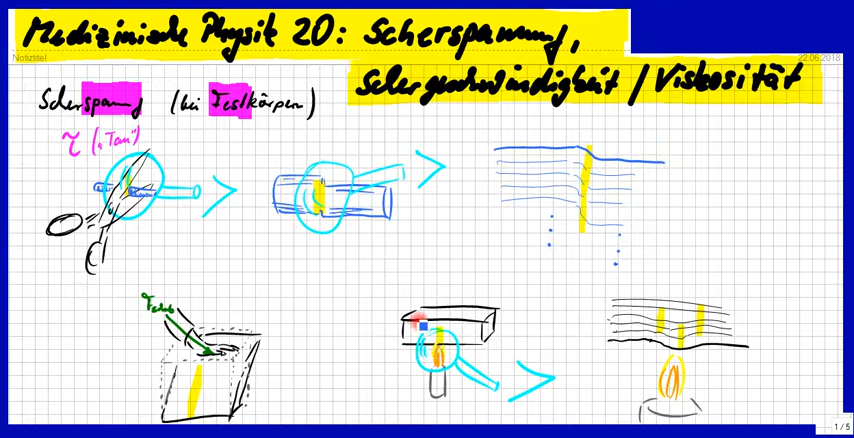 Medizinische Physik 20: Scherspannung,
Notiztitel
22.06.2018
Schergeschwindigkeit / Viskosität
Scherspannung (bei Festkörpern)
τ („Tau“)
1 / 5